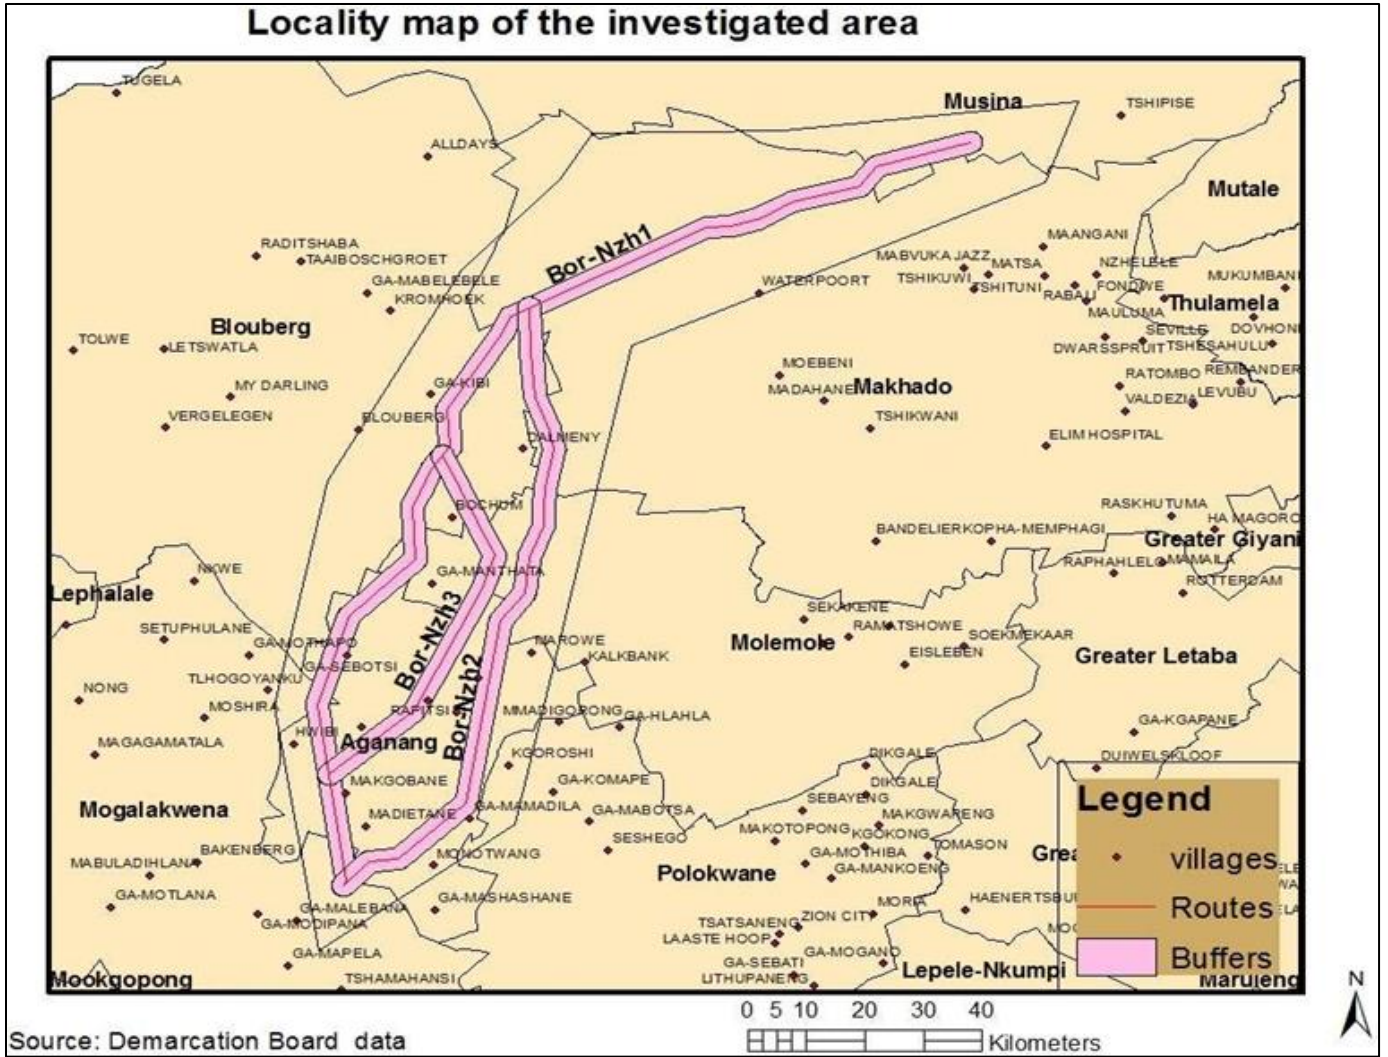 Locality map of the investigated area
TUGELA
Musina
TSHIPISE
ALLDAYS
Mutale
MAANGANI
RADITSHABA
TAAIBOSCHGROET
Bor-Nzh1
MABVUKA JAZZ
MATSA
NZHELELE
GA-MABELEBELE
WATERPOORT
TSHIKUWI
TSHITUNI
FONDWE
MUKUMBANI
KROMHOEK
RABALI
Thulamela
MAULUMA
Blouberg
SEVILLE
DOVHONI
TOLWE
LETSWATLA
DWARSSPRUIT
TSHESAHULU
MOEBENI
RATOMBO
REMBANDER
MY DARLING
GA-KIBI
MADAHANE
Makhado
VALDEZIA
LEVUBU
VERGELEGEN
BLOUBERG
TSHIKWANI
DALMENY
ELIM HOSPITAL
BOCHUM
RASKHUTUMA
HA MAGORO
BANDELIERKOP
HA-MEMPHAGI
Greater Giyani
NKWE
GA-MANTHATA
RAPHAHLELO
MAMAILA
ROTTERDAM
Lephalale
SEKAKENE
SETUPHULANE
RAMATSHOWE
GA-MOTHAPO
Bor-Nzh3
MAROWE
Molemole
SOEKMEKAAR
GA-SEBOTSI
KALKBANK
EISLEBEN
Greater Letaba
TLHOGOYANKU
NONG
MOSHIRA
RAPITSI
Bor-Nzh2
MMADIGORONG
GA-HLAHLA
GA-KGAPANE
HWIBI
MAGAGAMATALA
Aganang
KGOROSHI
DIKGALE
DUIWELSKLOOF
MAKGOBANE
GA-KOMAPE
DIKGALE
Legend
Mogalakwena
MADIETANE
GA-MAMADILA
GA-MABOTSA
SEBAYENG
MAKGWARENG
SESHEGO
MAKOTOPONG
KGOKONG
TOMASON
BAKENBERG
MONOTWANG
GA-MOTHIBA
Grea
villages
MABULADIHLANA
Polokwane
GA-MANKOENG
GA-MOTLANA
GA-MASHASHANE
MORIA
HAENERTSBU
Routes
GA-MALEBANA
GA-MODIPANA
TSATSANENG
ZION CITY
LAASTE HOOP
GA-MAPELA
GA-MOGANO
Buffers
GA-SEBATI
Mookgopong
TSHAMAHANSI
LITHUPANENG
Lepele-Nkumpi
Maruleng
0 5 10 20 30 40
Kilometers
N
Source: Demarcation Board data